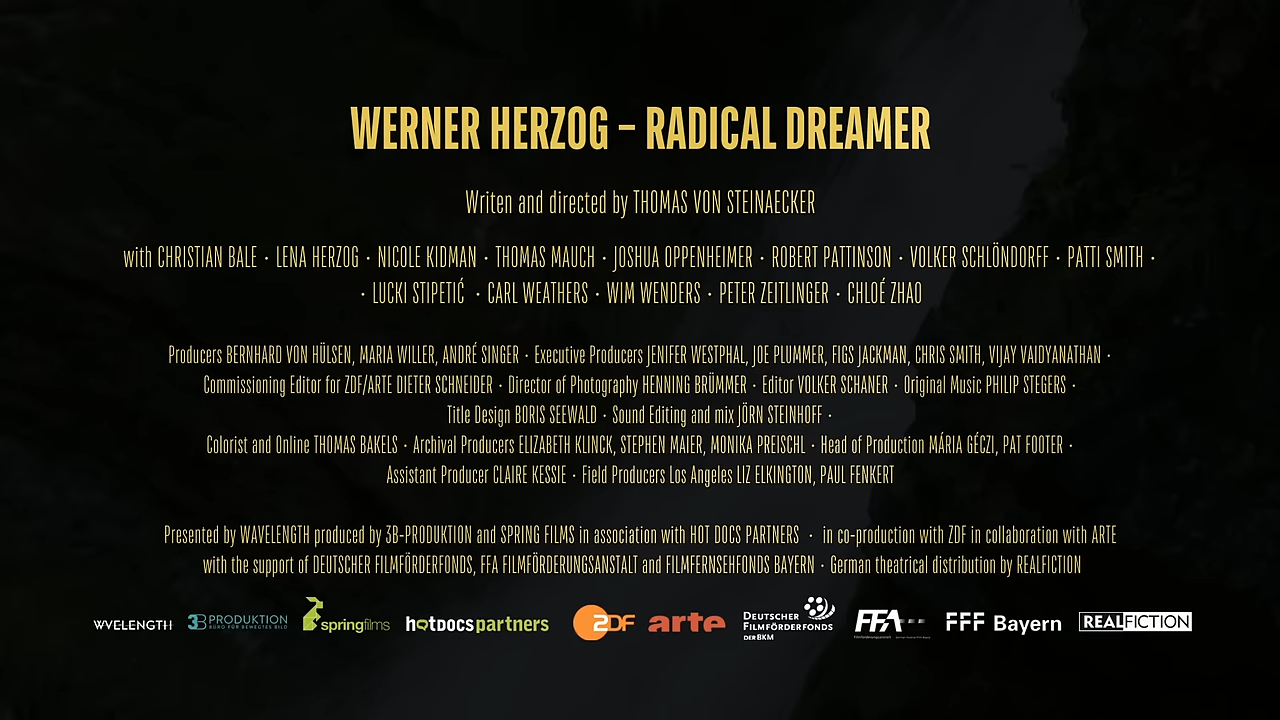 WERNER HERZOG – RADICAL DREAMER
Writen and directed by THOMAS VON STEINAECKER
with CHRISTIAN BALE · LENA HERZOG · NICOLE KIDMAN · THOMAS MAUCH · JOSHUA OPPENHEIMER · ROBERT PATTINSON · VOLKER SCHLÖNDORFF · PATTI SMITH ·
· LUCKI STIPETIĆ · CARL WEATHERS · WIM WENDERS · PETER ZEITLINGER · CHLOÉ ZHAO
Producers BERNHARD VON HÜLSEN, MARIA WILLER, ANDRÉ SINGER · Executive Producers JENIFER WESTPHAL, JOE PLUMMER, FIGS JACKMAN, CHRIS SMITH, VIJAY VAIDYANATHAN ·
Commissioning Editor for ZDF/ARTE DIETER SCHNEIDER · Director of Photography HENNING BRÜMMER · Editor VOLKER SCHANER · Original Music PHILIP STEGERS ·
Title Design BORIS SEEWALD · Sound Editing and mix JÖRN STEINHOFF ·
Colorist and Online THOMAS BAKELS · Archival Producers ELIZABETH KLINCK, STEPHEN MAIER, MONIKA PREISCHL · Head of Production MÁRIA GÉCZI, PAT FOOTER ·
Assistant Producer CLAIRE KESSIE · Field Producers Los Angeles LIZ ELKINGTON, PAUL FENKERT
Presented by WAVELENGTH produced by 3B-PRODUKTION and SPRING FILMS in association with HOT DOCS PARTNERS · in co-production with ZDF in collaboration with ARTE
with the support of DEUTSCHER FILMFÖRDERFONDS, FFA FILMFÖRDERUNGSANSTALT and FILMFERNSEHFONDS BAYERN · German theatrical distribution by REALFICTION
WVELENGTH 3B PRODUKTION BÜRO FÜR BEWEGTES BILD springfilms hotdocs partners ZDF arte DEUTSCHER FILMFÖRDERFONDS DER BKM FFA FFF Bayern REALFICTION